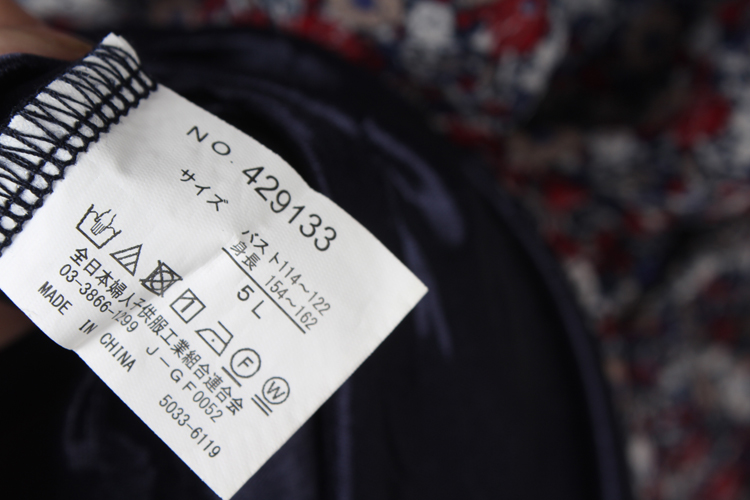 NO. 429133
サイズ
バスト114～122
身長 154～162
5L
F W
全日本婦人子供服工業組合連合会
03-3866-1299 J-GF0052
MADE IN CHINA
5033-6119